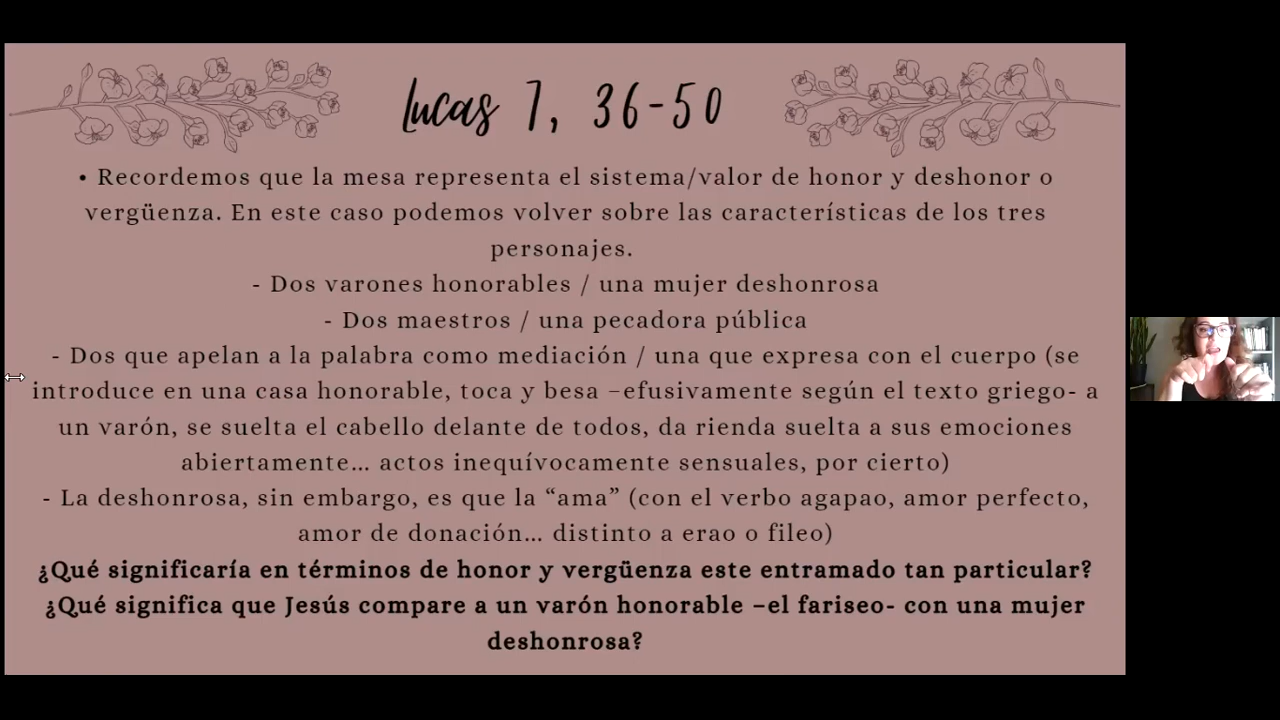 Lucas 7, 36-50
• Recordemos que la mesa representa el sistema/valor de honor y deshonor o
vergüenza. En este caso podemos volver sobre las características de los tres
personajes.
- Dos varones honorables / una mujer deshonrosa
- Dos maestros / una pecadora pública
- Dos que apelan a la palabra como mediación / una que expresa con el cuerpo (se
introduce en una casa honorable, toca y besa –efusivamente según el texto griego- a
un varón, se suelta el cabello delante de todos, da rienda suelta a sus emociones
abiertamente... actos inequívocamente sensuales, por cierto)
- La deshonrosa, sin embargo, es que la “ama” (con el verbo agapao, amor perfecto,
amor de donación... distinto a erao o fileo)
¿Qué significaría en términos de honor y vergüenza este entramado tan particular?
¿Qué significa que Jesús compare a un varón honorable –el fariseo- con una mujer
deshonrosa?